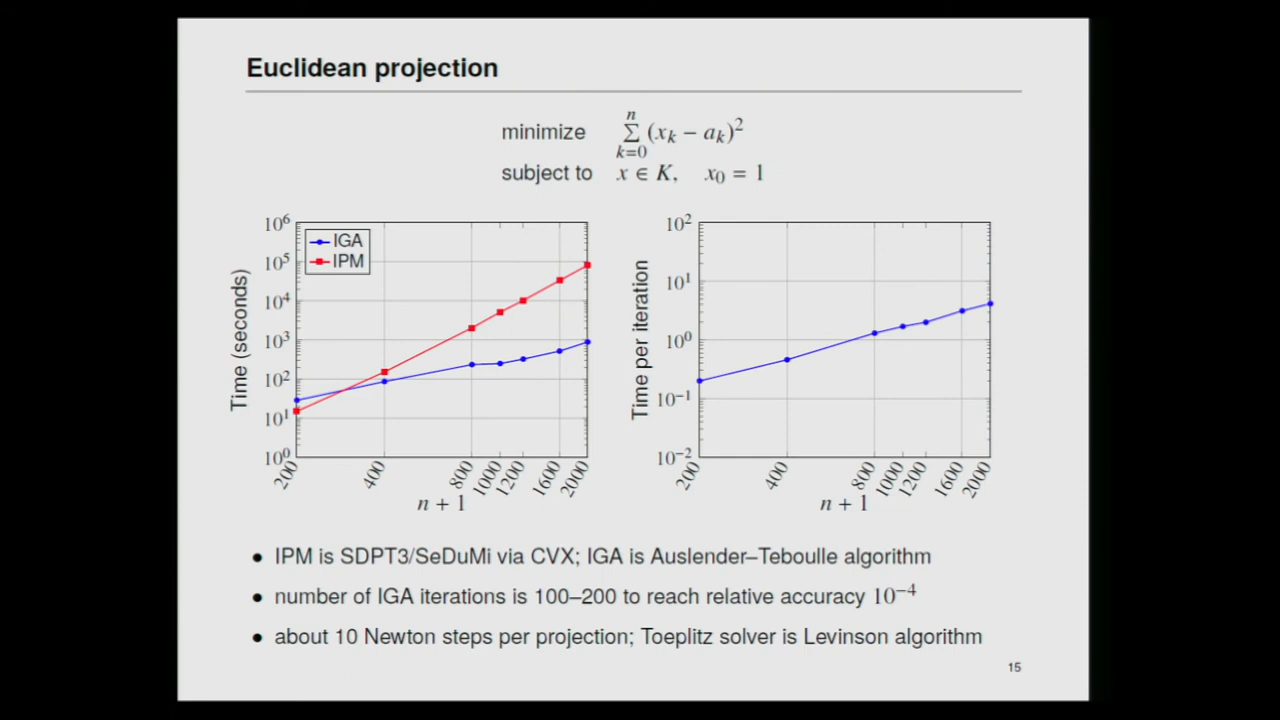 Euclidean projection
minimize ∑_{k=0}^{n} (x_k − a_k)^2
subject to x ∈ K, x_0 = 1
10^6
10^5
10^4
10^3
10^2
10^1
10^0
Time (seconds)
IGA
IPM
200 400 800 1000 1200 1600 2000
n + 1
10^2
10^1
10^0
10^−1
10^−2
Time per iteration
200 400 800 1000 1200 1600 2000
n + 1
• IPM is SDPT3/SeDuMi via CVX; IGA is Auslender–Teboulle algorithm
• number of IGA iterations is 100–200 to reach relative accuracy 10^−4
• about 10 Newton steps per projection; Toeplitz solver is Levinson algorithm
15